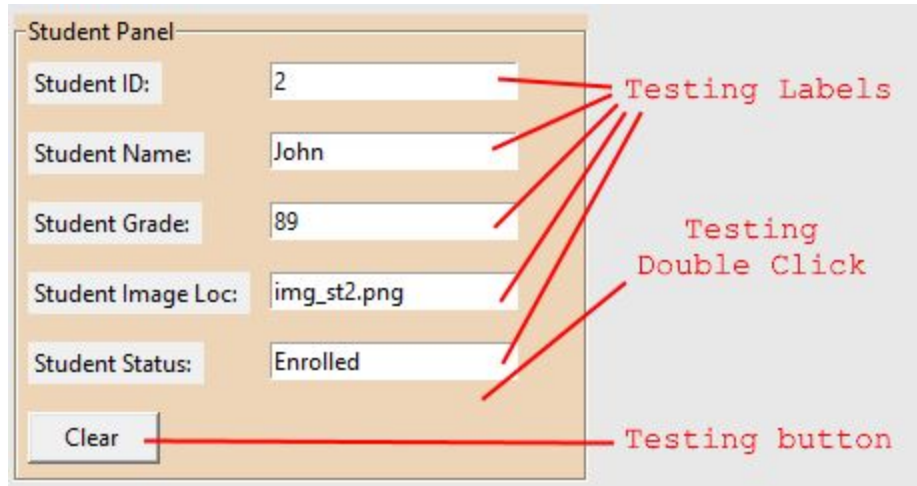 Student Panel
Student ID: 2
Testing Labels
Student Name: John
Student Grade: 89
Testing
Double Click
Student Image Loc: img_st2.png
Student Status: Enrolled
Clear
Testing button